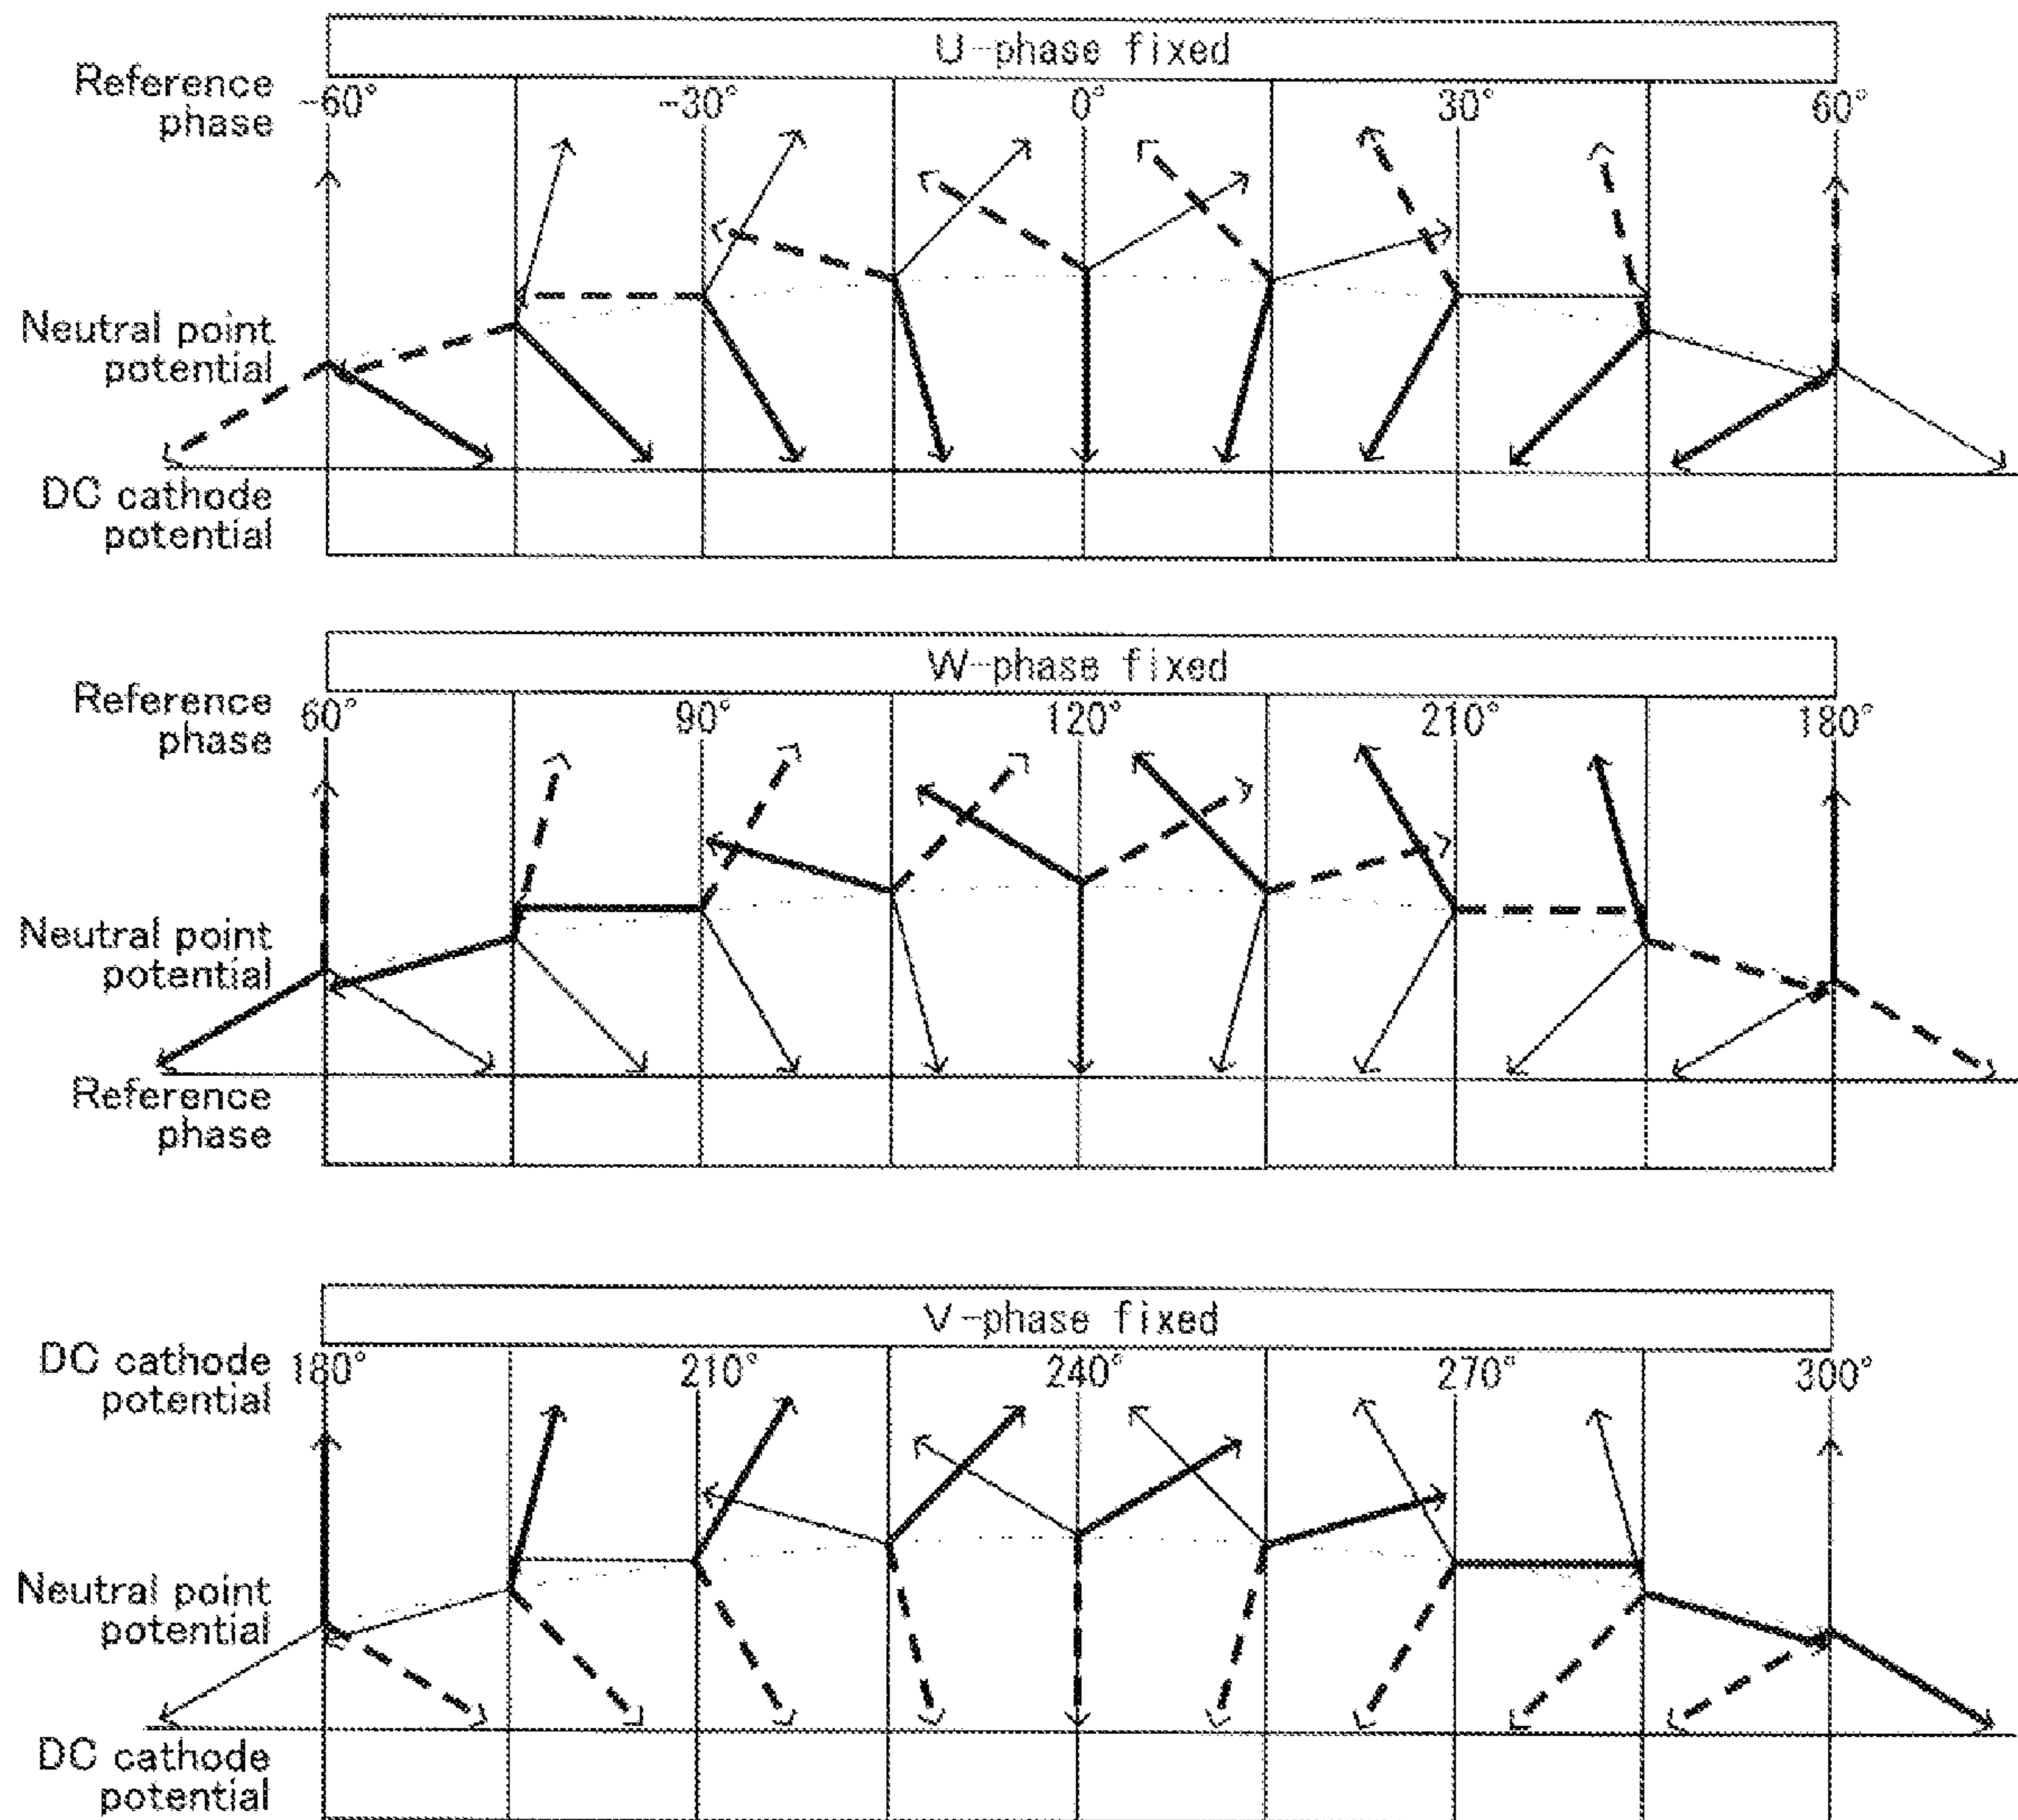 U-phase fixed
Reference
phase
-60°
-30°
0°
30°
60°
Neutral point
potential
DC cathode
potential
W-phase fixed
Reference
phase
60°
90°
120°
210°
180°
Neutral point
potential
Reference
phase
V-phase fixed
DC cathode
potential
180°
210°
240°
270°
300°
Neutral point
potential
DC cathode
potential